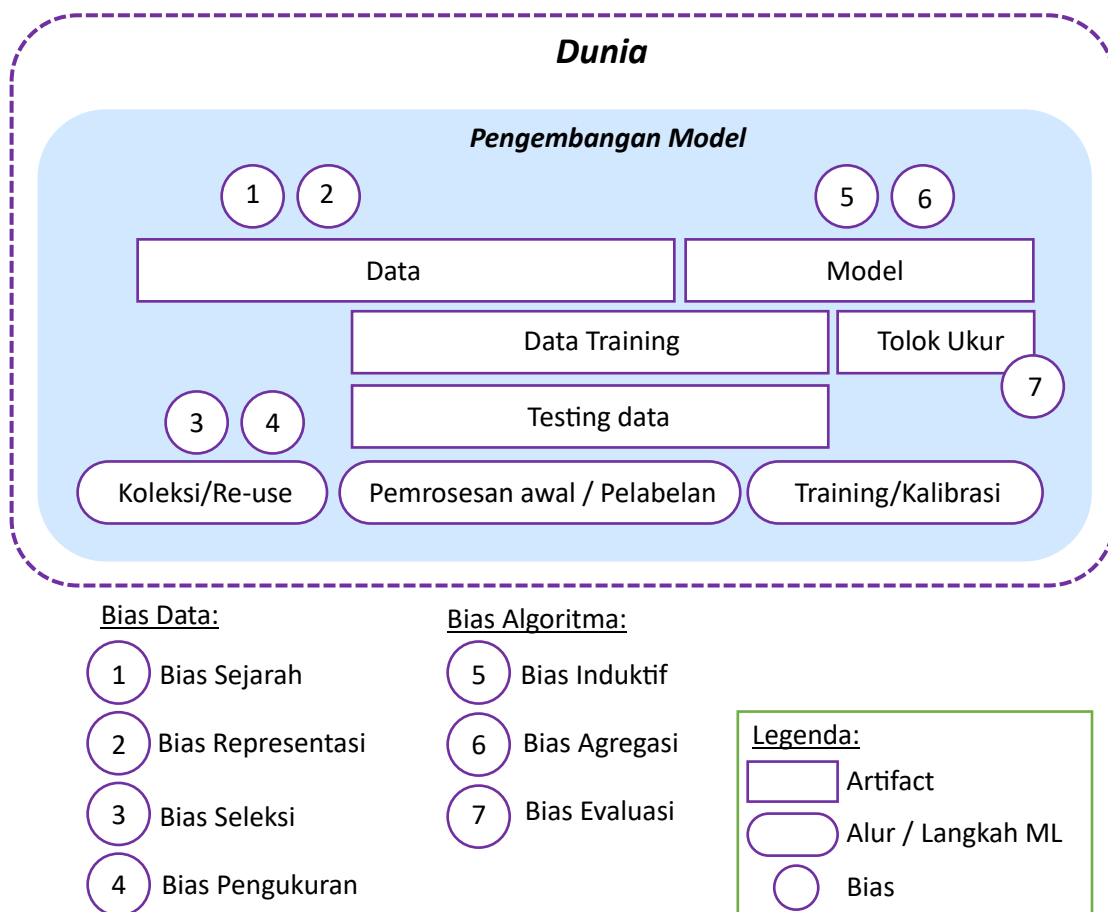 Dunia
Pengembangan Model
1 2 5 6
Data Model
Data Training Tolok Ukur
7
3 4 Testing data
Koleksi/Re-use Pemrosesan awal / Pelabelan Training/Kalibrasi
Bias Data:
1 Bias Sejarah
2 Bias Representasi
3 Bias Seleksi
4 Bias Pengukuran
Bias Algoritma:
5 Bias Induktif
6 Bias Agregasi
7 Bias Evaluasi
Legenda:
Artifact
Alur / Langkah ML
Bias